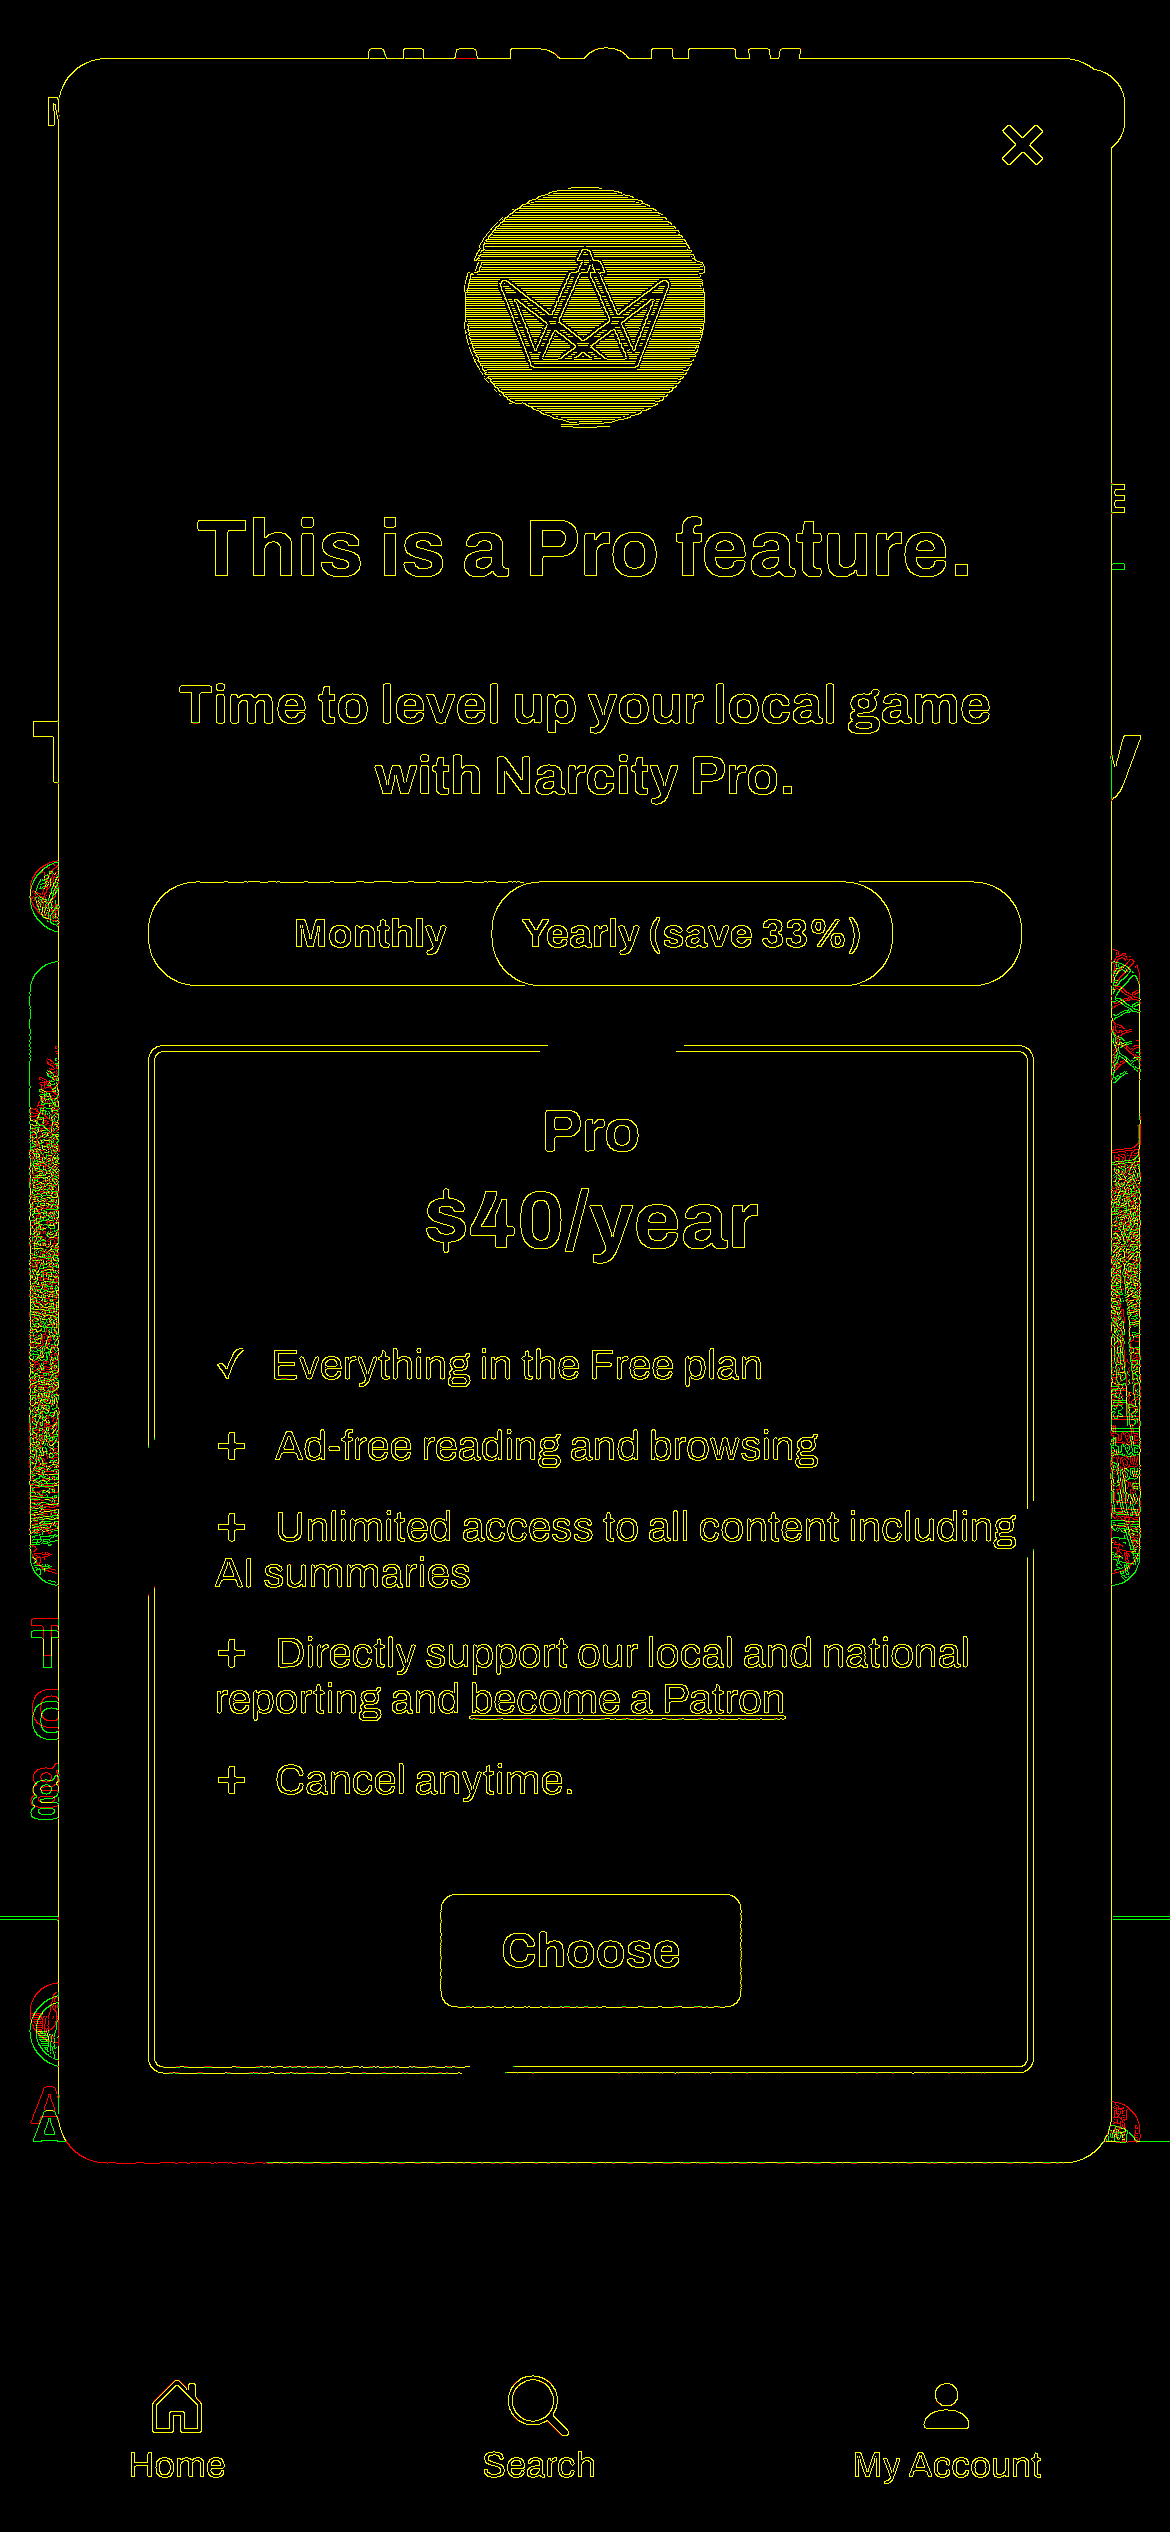 This is a Pro feature.
Time to level up your local game
with Narcity Pro.
Monthly
Yearly (save 33%)
Pro
$40/year
✓ Everything in the Free plan
+ Ad-free reading and browsing
+ Unlimited access to all content including
AI summaries
+ Directly support our local and national
reporting and become a Patron
+ Cancel anytime.
Choose
Home
Search
My Account